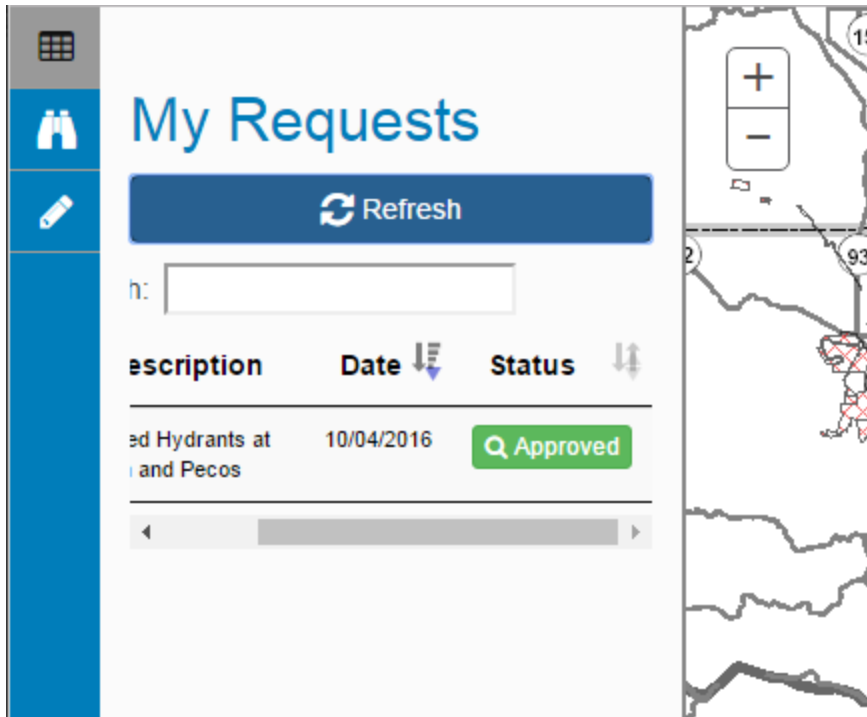 My Requests
Refresh
h:
escription Date Status
ed Hydrants at 10/04/2016 Approved
and Pecos
+
−
15
2
93